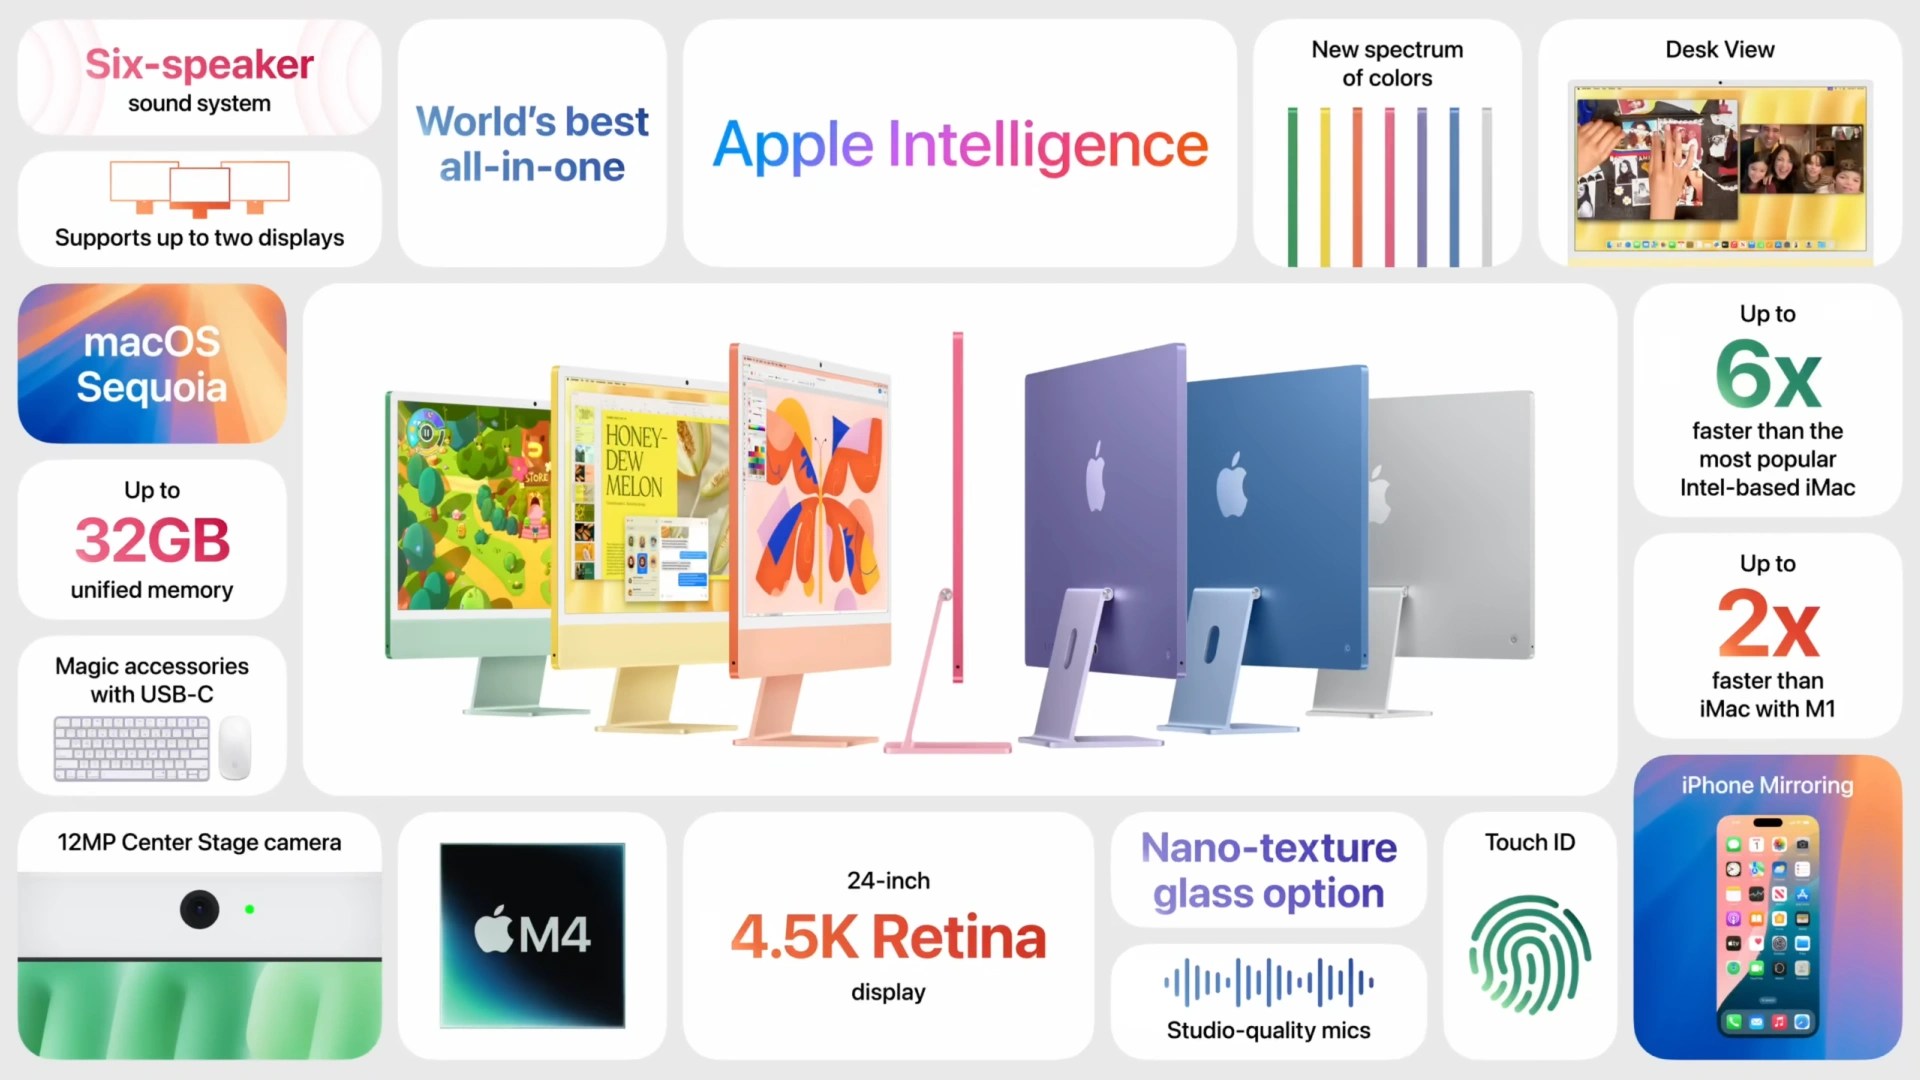 Six-speaker
sound system
World's best
all-in-one
Apple Intelligence
New spectrum
of colors
Desk View
Supports up to two displays
macOS
Sequoia
Up to
32GB
unified memory
Magic accessories
with USB-C
HONEY-
DEW
MELON
STORE
Up to
6x
faster than the
most popular
Intel-based iMac
Up to
2x
faster than
iMac with M1
12MP Center Stage camera
M4
24-inch
4.5K Retina
display
Nano-texture
glass option
Studio-quality mics
Touch ID
iPhone Mirroring